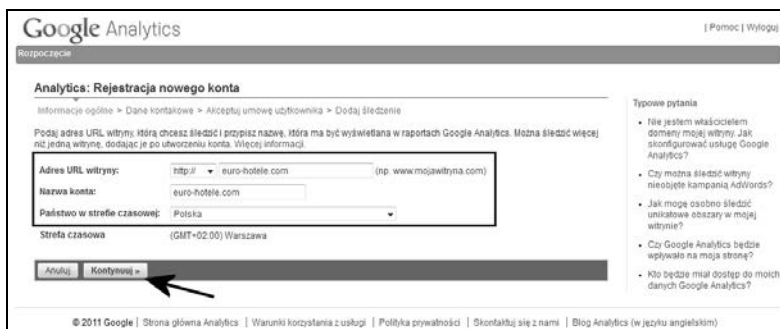 Google Analytics
| Pomoc | Wyloguj
Rozpoczęcie
Analytics: Rejestracja nowego konta
Informacje ogólne > Dane kontakowe > Akceptuj umowę użytkownika > Dodaj śledzenie
Podaj adres URL witryny, którą chcesz śledzić i przypisz nazwę, która ma być wyświetlana w raportach Google Analytics. Można śledzić więcej
niż jedną witrynę, dodając je po utworzeniu konta. Więcej informacji.
Adres URL witryny: http:// euro-hotele.com (np. www.mojawitryna.com)
Nazwa konta: euro-hotele.com
Państwo w strefie czasowej: Polska
Strefa czasowa (GMT+02:00) Warszawa
Anuluj Kontynuuj »
Typowe pytania
• Nie jestem właścicielem
domeny mojej witryny. Jak
skonfigurować usługę Google
Analytics?
• Czy można śledzić witryny
nieobjęte kampanią AdWords?
• Jak mogę osobno śledzić
unikatowe obszary w mojej
witrynie?
• Czy Google Analytics będzie
wpływało na moja stronę?
• Kto będzie miał dostęp do moich
danych Google Analytics?
© 2011 Google | Strona główna Analytics | Warunki korzystania z usługi | Polityka prywatności | Skontaktuj się z nami | Blog Analytics (w języku angielskim)